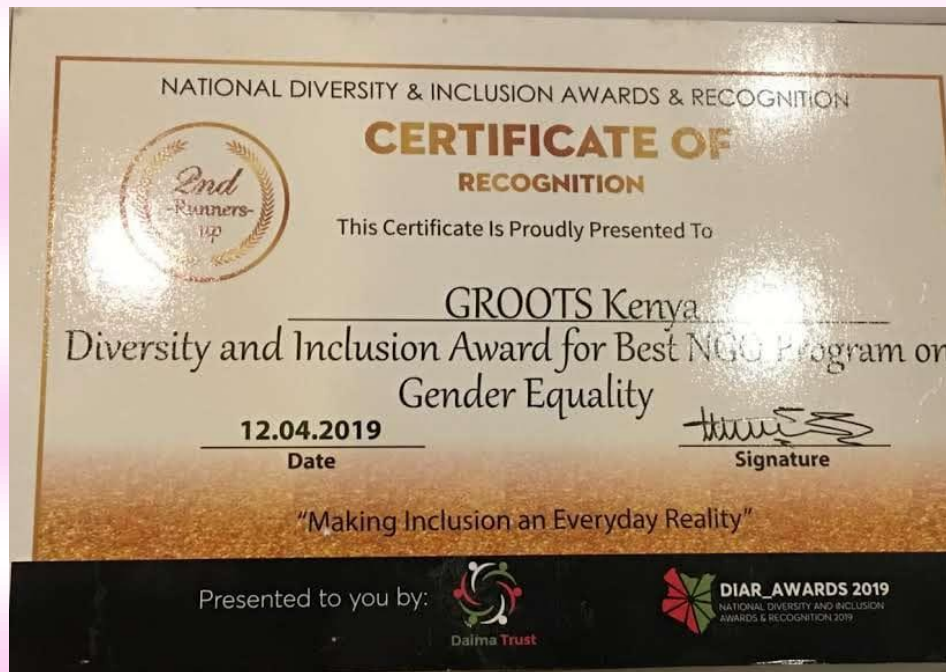 NATIONAL DIVERSITY & INCLUSION AWARDS & RECOGNITION
CERTIFICATE OF
RECOGNITION
2nd
-Runners-
up
This Certificate Is Proudly Presented To
GROOTS Kenya
Diversity and Inclusion Award for Best NGO Program on
Gender Equality
12.04.2019
Date
Signature
"Making Inclusion an Everyday Reality"
Presented to you by:
Daima Trust
DIAR_AWARDS 2019
NATIONAL DIVERSITY AND INCLUSION
AWARDS & RECOGNITION 2019